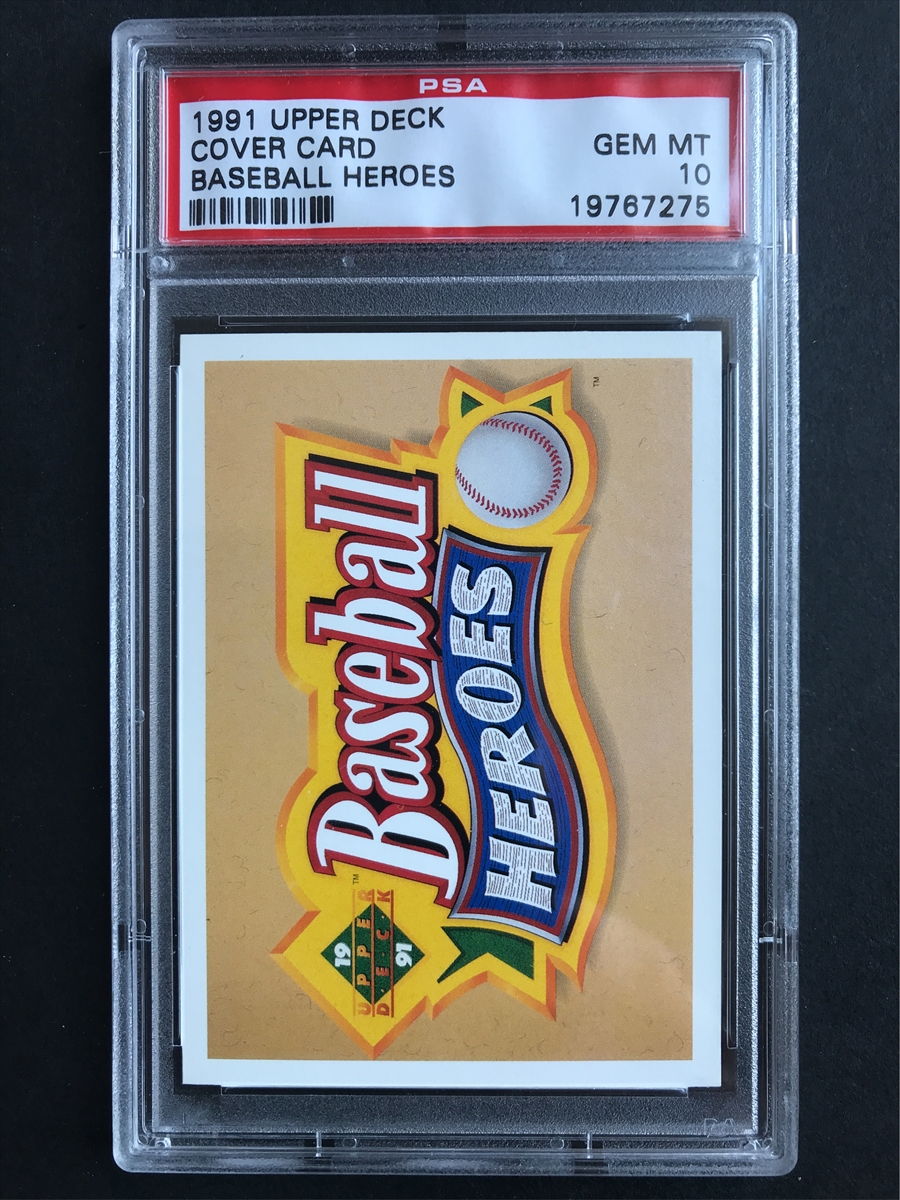 PSA
1991 UPPER DECK
COVER CARD
BASEBALL HEROES
GEM MT
10
19767275
Baseball
HEROES
TM
19
UPPER TM
DECK
91